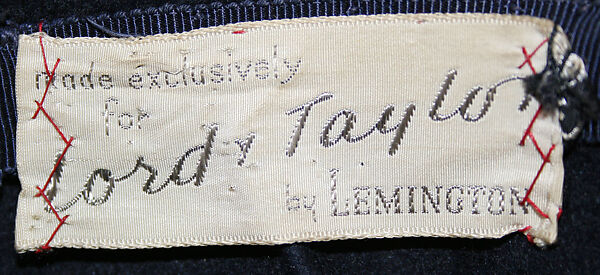 made exclusively
for
Lord & Taylor
by LEMINGTON